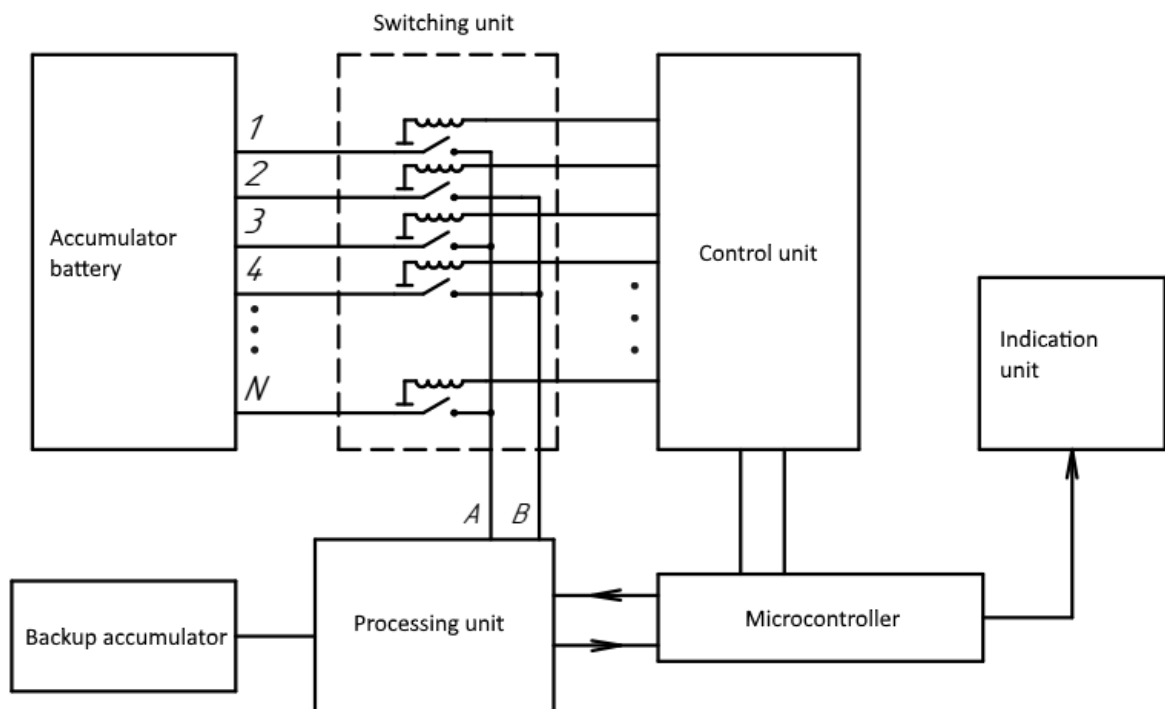 Switching unit
1
2
3
4
N
Accumulator
battery
Control unit
Indication
unit
A B
Processing unit
Microcontroller
Backup accumulator